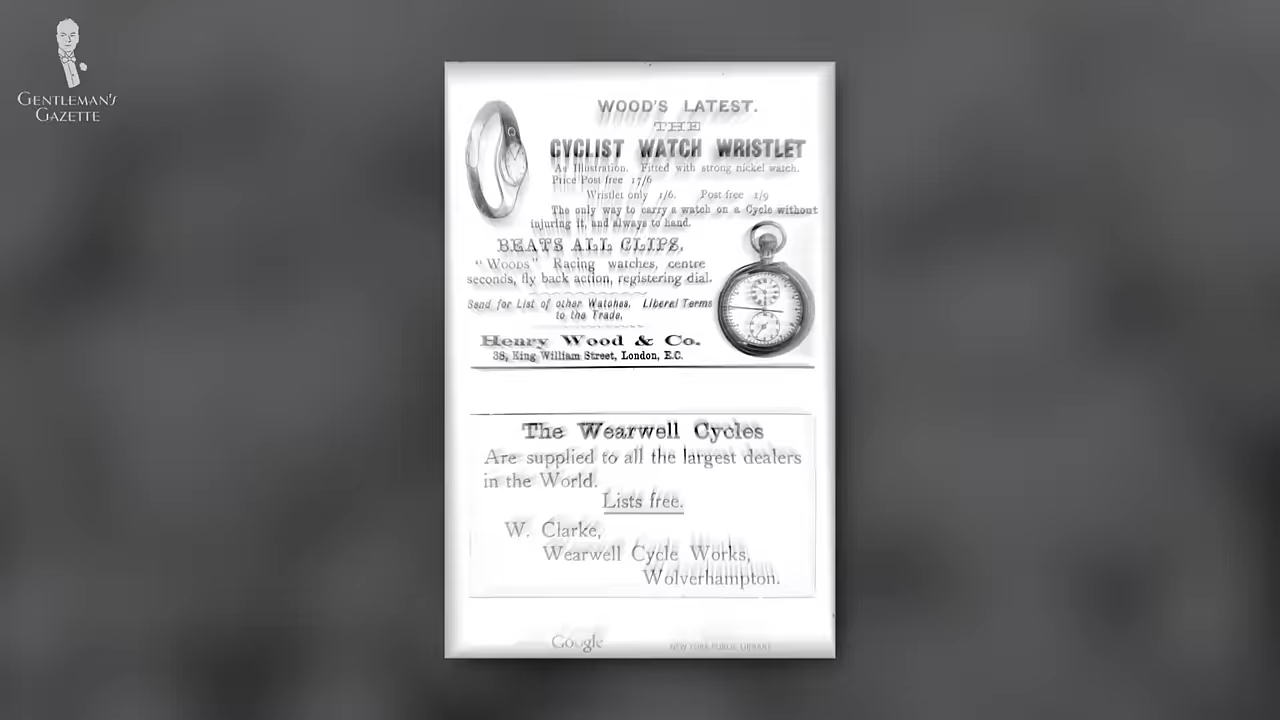 GENTLEMAN'S
GAZETTE
WOOD'S LATEST.
THE
CYCLIST WATCH WRISTLET
As Illustration. Fitted with strong nickel watch.
Price Post free 17/6
Wristlet only 1/6. Post free 1/9
The only way to carry a watch on a Cycle without
injuring it, and always to hand.
BEATS ALL CLIPS.
"WOODS" Racing watches, centre
seconds, fly back action, registering dial.
Send for List of other Watches. Liberal Terms
to the Trade.
Henry Wood & Co.
38, King William Street, London, E.C.
The Wearwell Cycles
Are supplied to all the largest dealers
in the World.
Lists free.
W. Clarke,
Wearwell Cycle Works,
Wolverhampton.
Google
NEW YORK PUBLIC LIBRARY